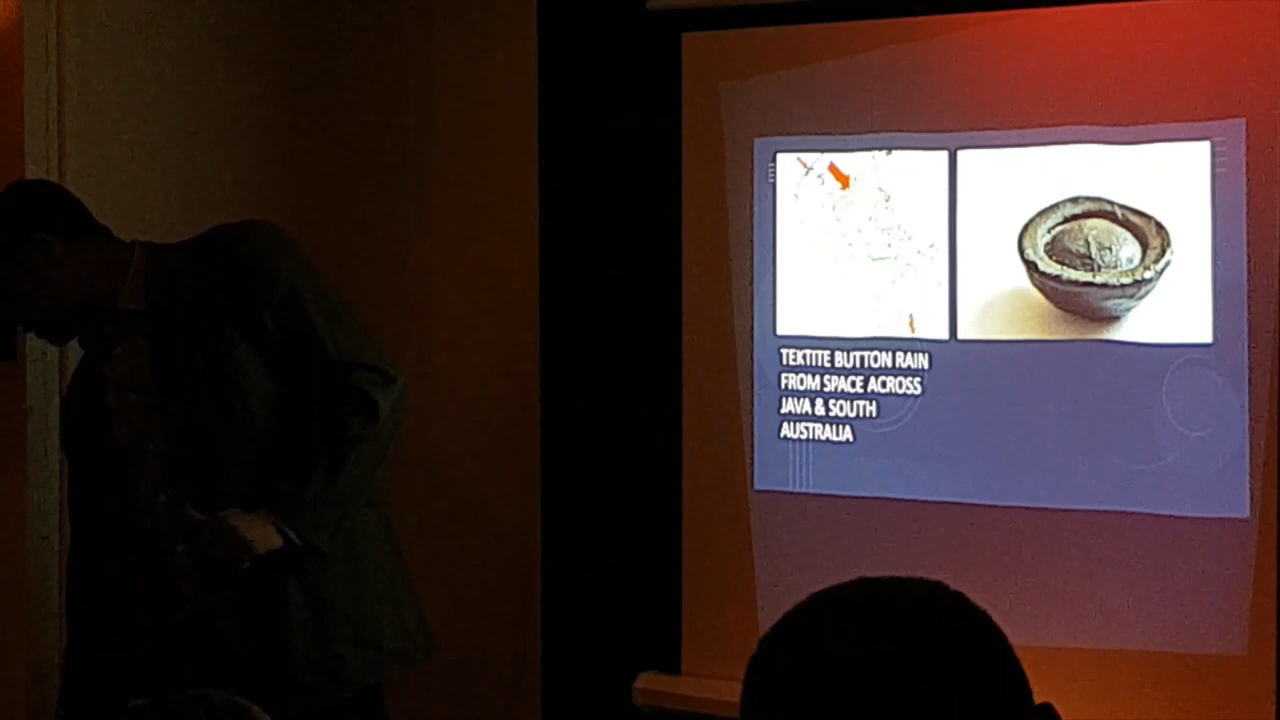 TEKTITE BUTTON RAIN
FROM SPACE ACROSS
JAVA & SOUTH
AUSTRALIA